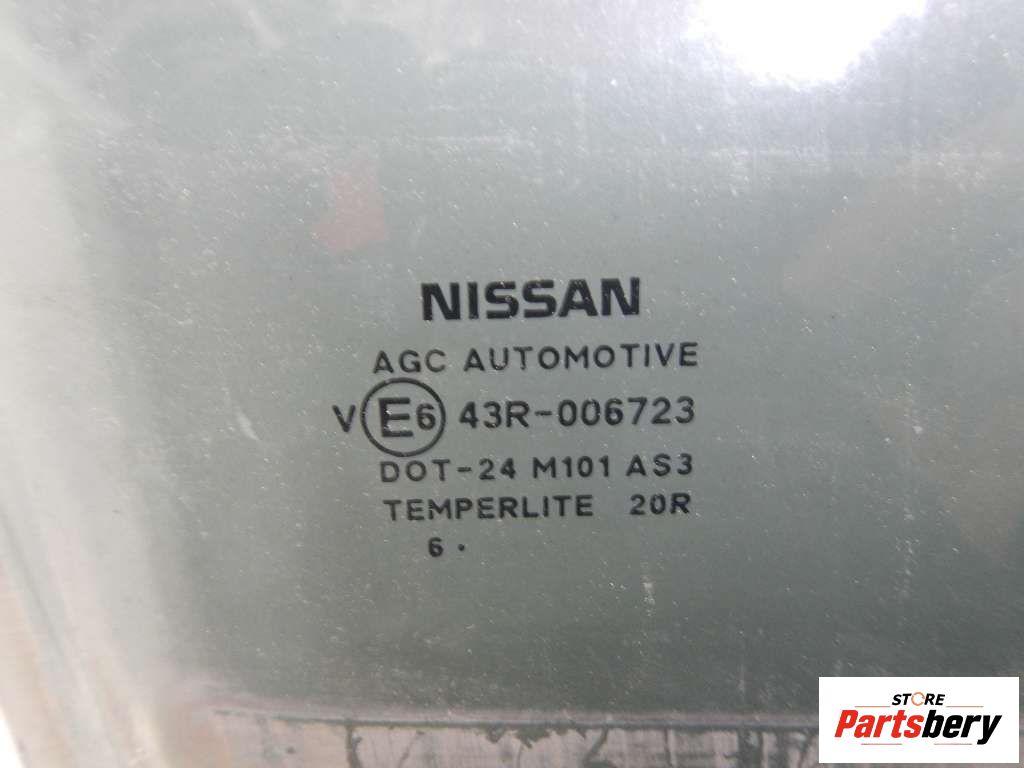 NISSAN
AGC AUTOMOTIVE
V E6 43R-006723
DOT-24 M101 AS3
TEMPERLITE 20R
6 .
STORE
Partsbery